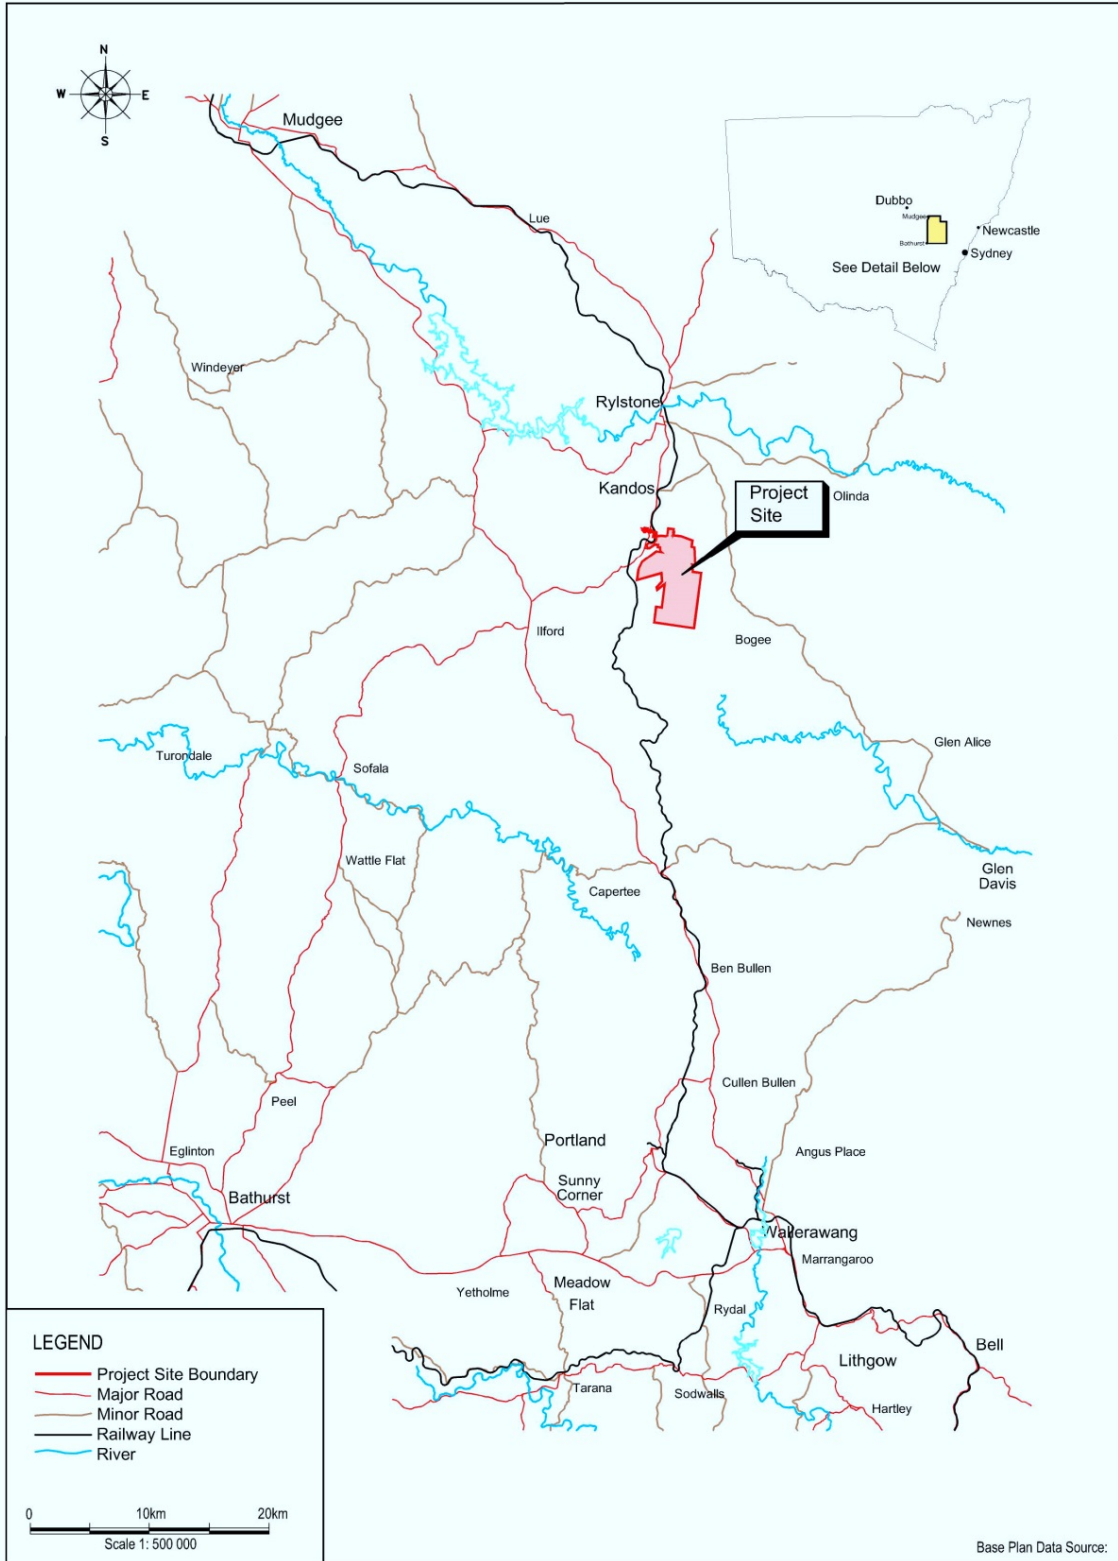 N
W
E
S
Mudgee
Lue
Dubbo
Mudgee
Bathurst
Newcastle
Sydney
See Detail Below
Windeyer
Rylstone
Kandos
Project
Site
Olinda
Ilford
Bogee
Turondale
Sofala
Glen Alice
Wattle Flat
Capertee
Glen
Davis
Newnes
Ben Bullen
Cullen Bullen
Peel
Portland
Eglinton
Angus Place
Sunny
Corner
Bathurst
Wallerawang
Marrangaroo
Yetholme
Meadow
Flat
Rydal
Bell
Lithgow
Tarana
Sodwalls
Hartley
LEGEND
Project Site Boundary
Major Road
Minor Road
Railway Line
River
0 10km 20km
Scale 1: 500 000
Base Plan Data Source: